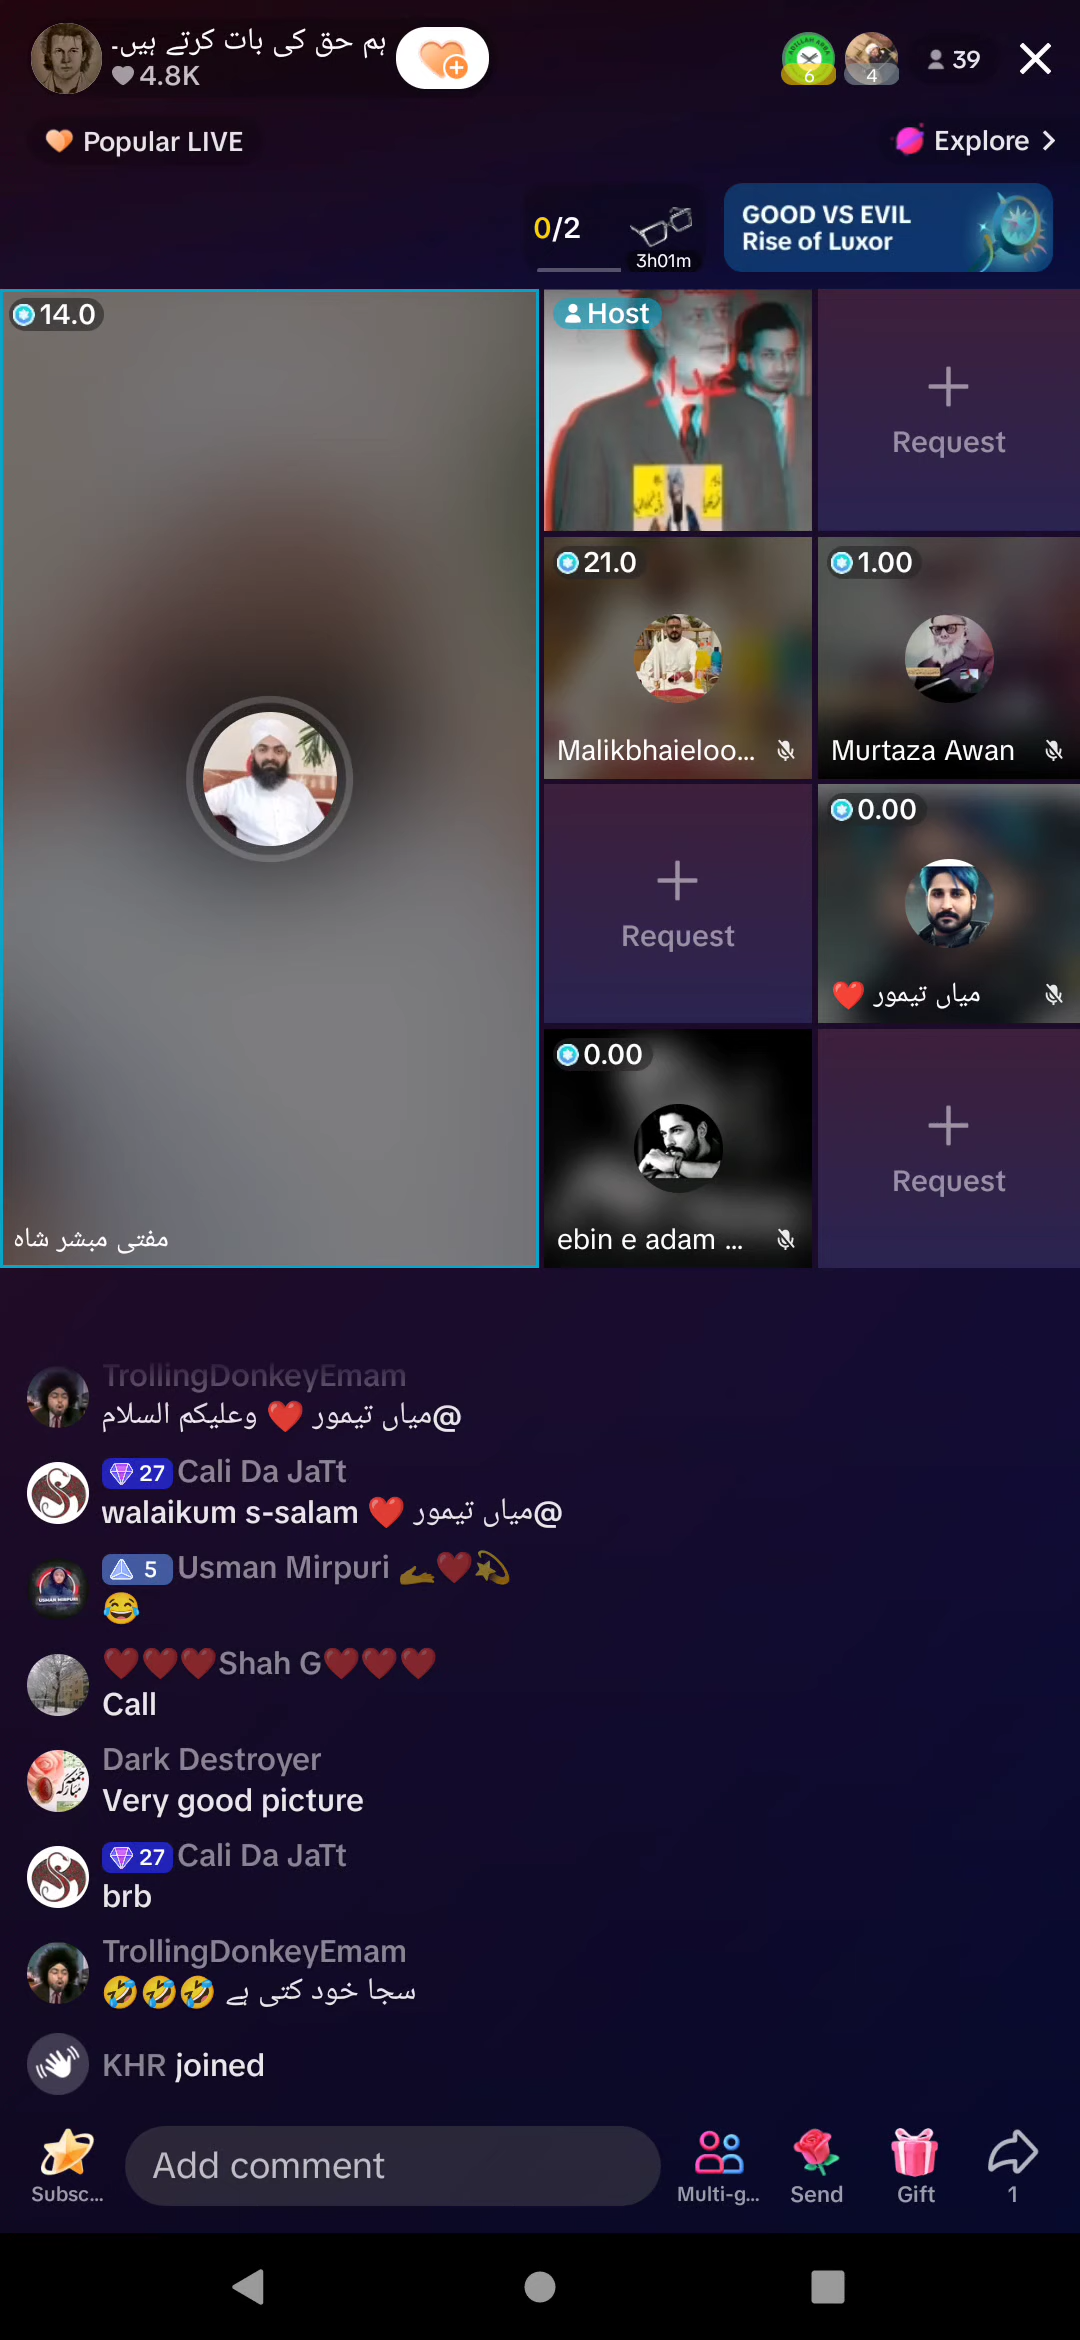 ہم حق کی بات کرتے ہیں۔
4.8K
6
4
39
Popular LIVE
Explore
0/2
3h01m
GOOD VS EVIL
Rise of Luxor
14.0
مفتی مبشر شاہ
Host
غدار
Request
21.0
Malikbhaieloo...
1.00
Murtaza Awan
Request
0.00
میاں تیمور ❤️
0.00
ebin e adam ...
Request
TrollingDonkeyEmam
@میاں تیمور ❤️ وعلیکم السلام
27 Cali Da JaTt
walaikum s-salam ❤️ میاں تیمور@
5 Usman Mirpuri 🫴❤️💫
😂
❤️❤️❤️Shah G❤️❤️❤️
Call
Dark Destroyer
Very good picture
27 Cali Da JaTt
brb
TrollingDonkeyEmam
سجا خود کتی ہے 🤣🤣🤣
KHR joined
Add comment
Subsc...
Multi-g...
Send
Gift
1